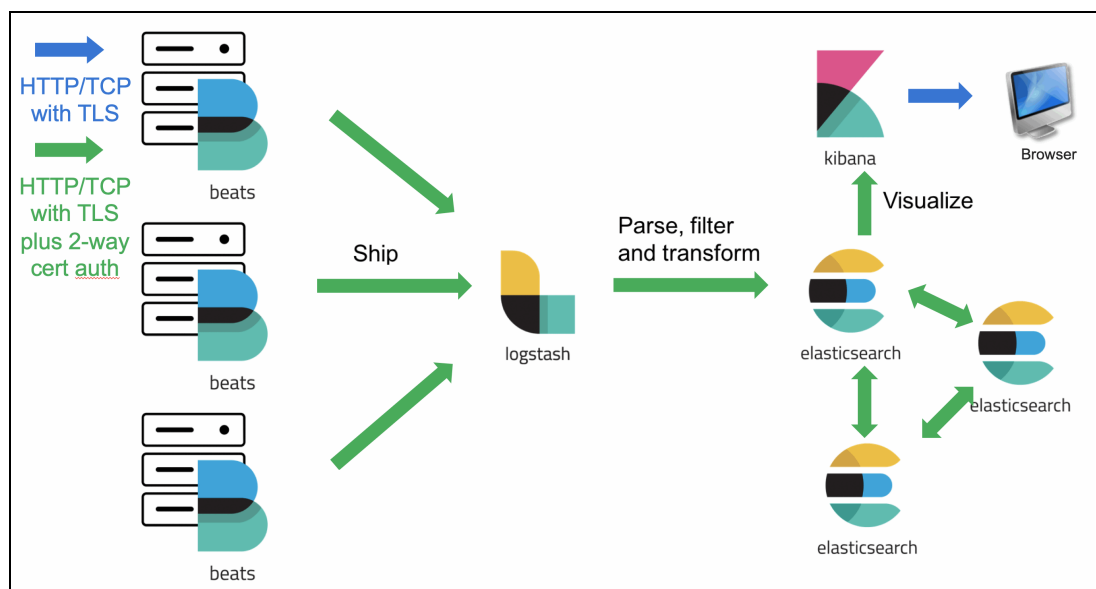 HTTP/TCP
with TLS
HTTP/TCP
with TLS
plus 2-way
cert auth
beats
beats
beats
Ship
logstash
Parse, filter
and transform
kibana
Browser
Visualize
elasticsearch
elasticsearch
elasticsearch